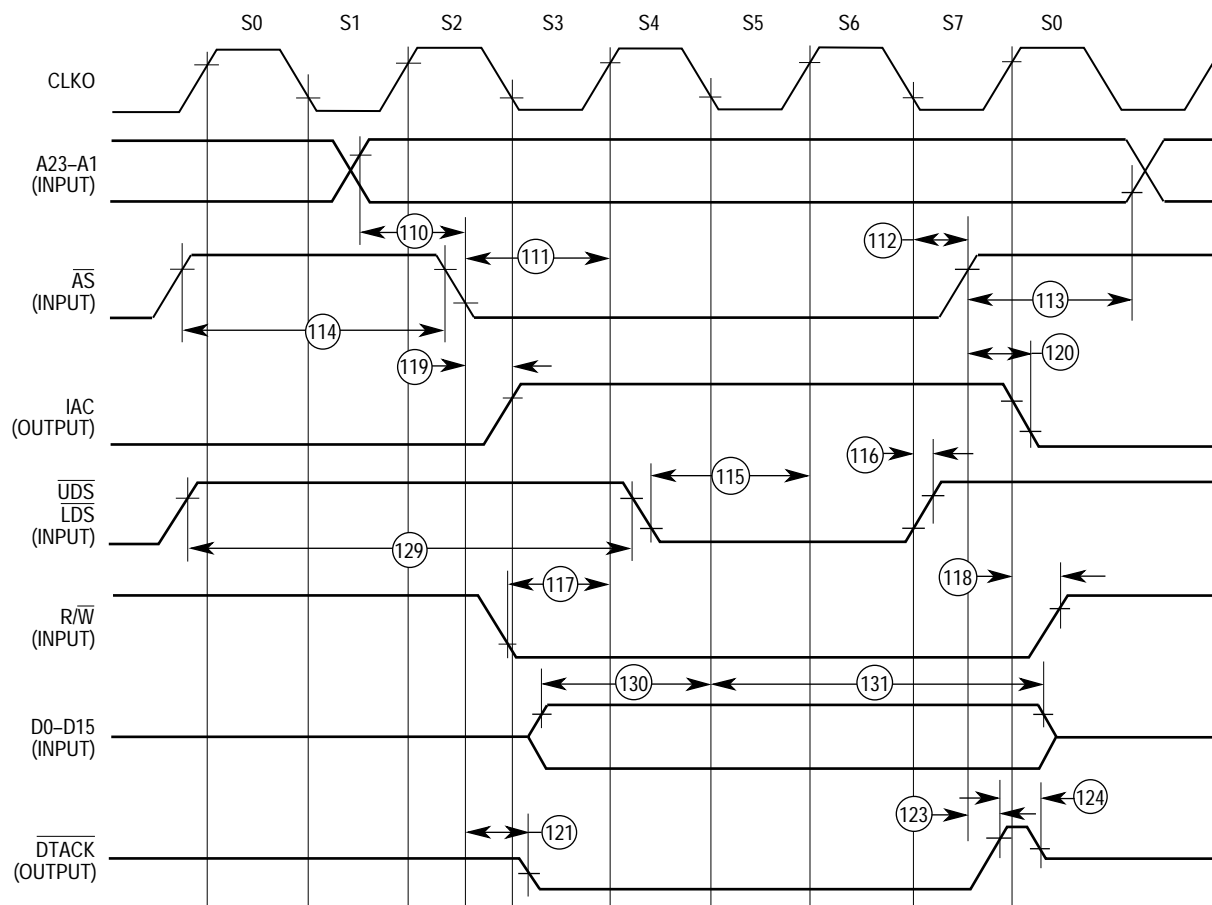 S0 S1 S2 S3 S4 S5 S6 S7 S0
CLKO
A23–A1
(INPUT)
110
111
112
AS
(INPUT)
113
114
119
120
IAC
(OUTPUT)
116
115
UDS
LDS
(INPUT)
129
117
118
R/W
(INPUT)
130
131
D0–D15
(INPUT)
123
124
121
DTACK
(OUTPUT)